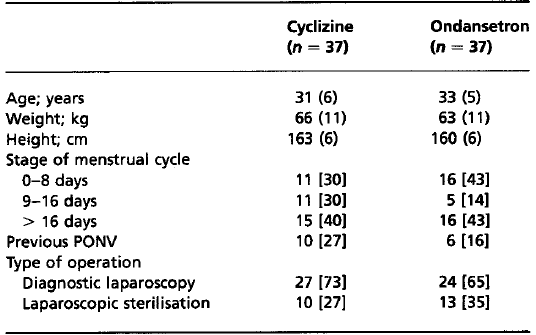 Cyclizine Ondansetron
(n = 37) (n = 37)
Age; years 31 (6) 33 (5)
Weight; kg 66 (11) 63 (11)
Height; cm 163 (6) 160 (6)
Stage of menstrual cycle
0–8 days 11 [30] 16 [43]
9–16 days 11 [30] 5 [14]
> 16 days 15 [40] 16 [43]
Previous PONV 10 [27] 6 [16]
Type of operation
Diagnostic laparoscopy 27 [73] 24 [65]
Laparoscopic sterilisation 10 [27] 13 [35]